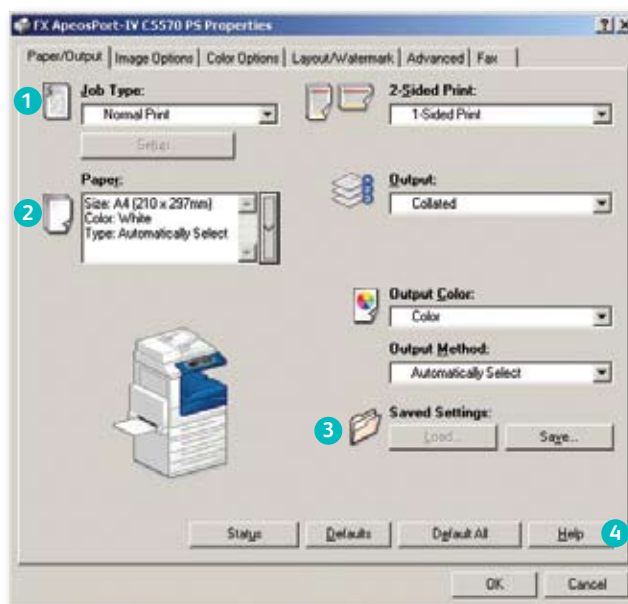 FX ApeosPort-IV C5570 PS Properties
Paper/Output
Image Options
Color Options
Layout/Watermark
Advanced
Fax
1
Job Type:
Normal Print
Setup...
2-Sided Print:
1-Sided Print
2
Paper:
Size: A4 (210 x 297mm)
Color: White
Type: Automatically Select
Output:
Collated
Output Color:
Color
Output Method:
Automatically Select
3
Saved Settings:
Load...
Save...
Status
Defaults
Default All
Help
4
OK
Cancel